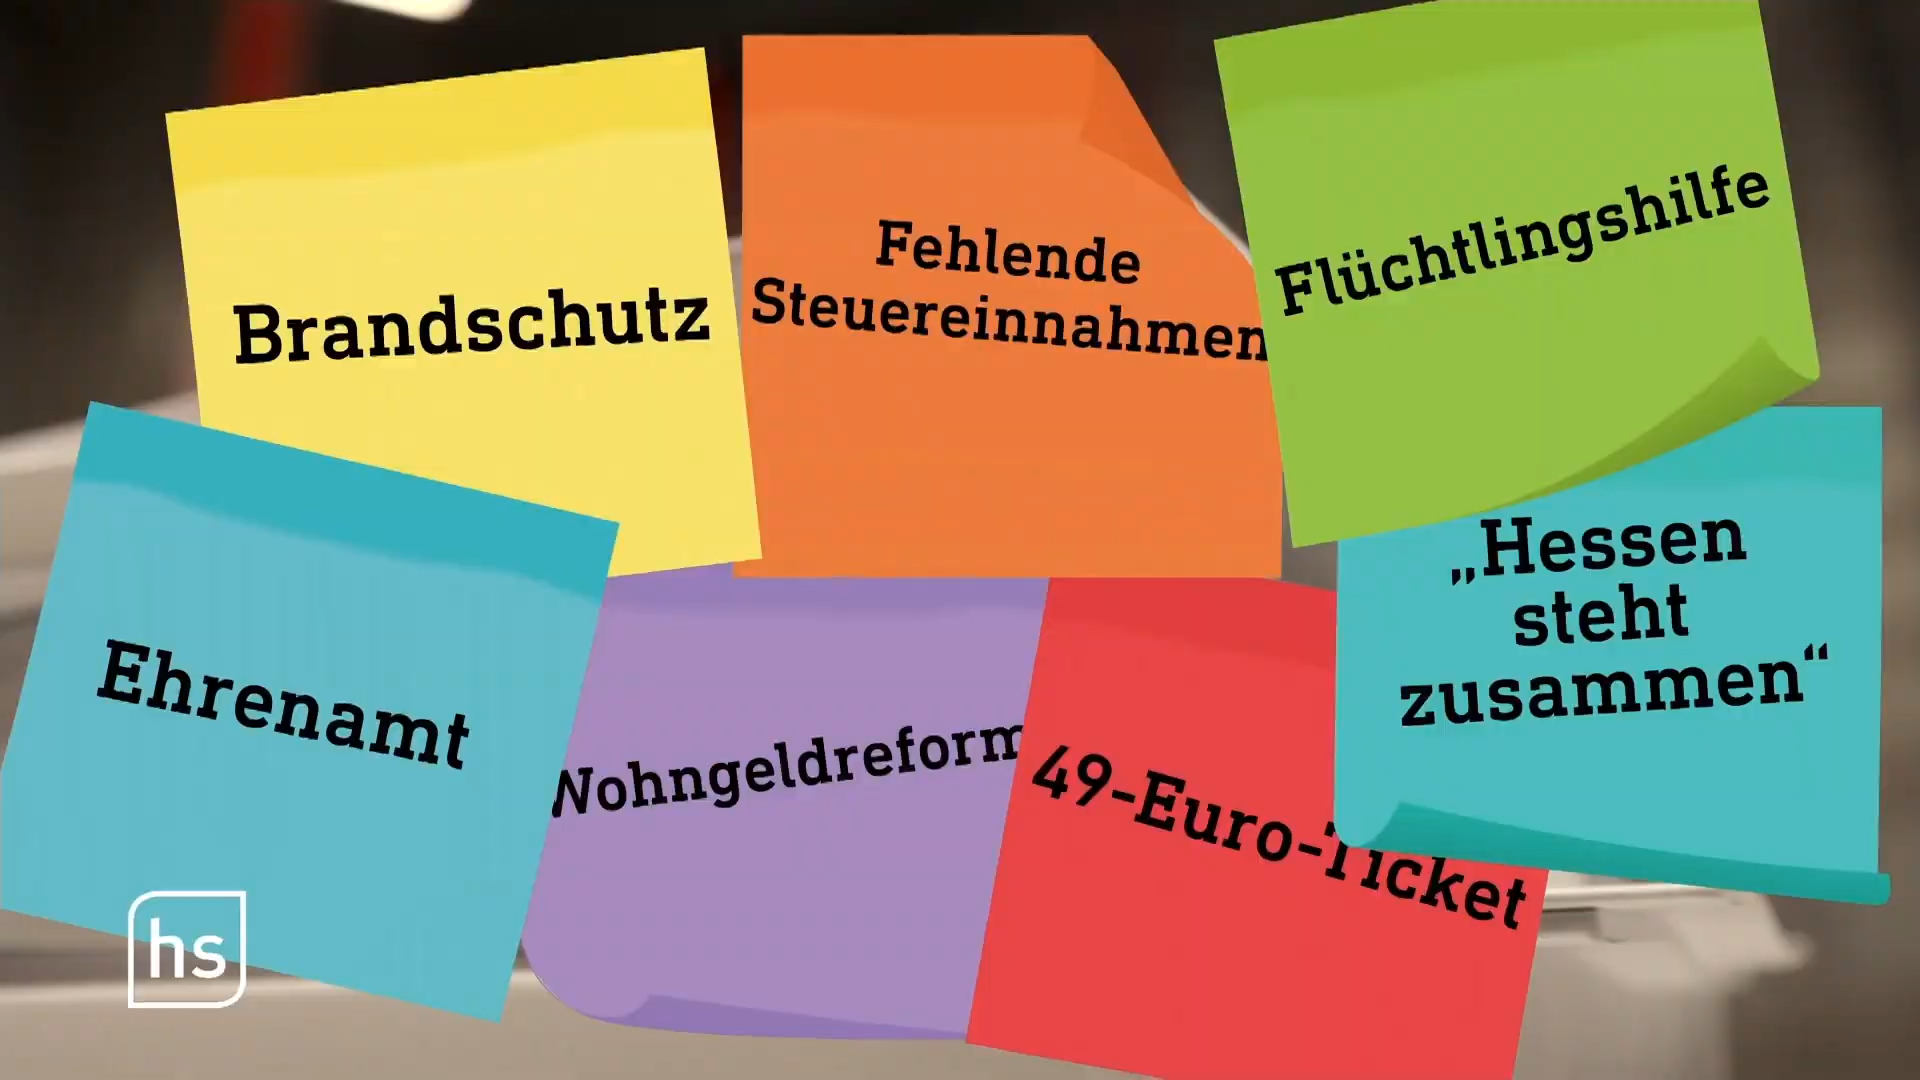 Brandschutz
Fehlende
Steuereinnahmen
Flüchtlingshilfe
Ehrenamt
Wohngeldreform
49-Euro-Ticket
„Hessen
steht
zusammen“
hs